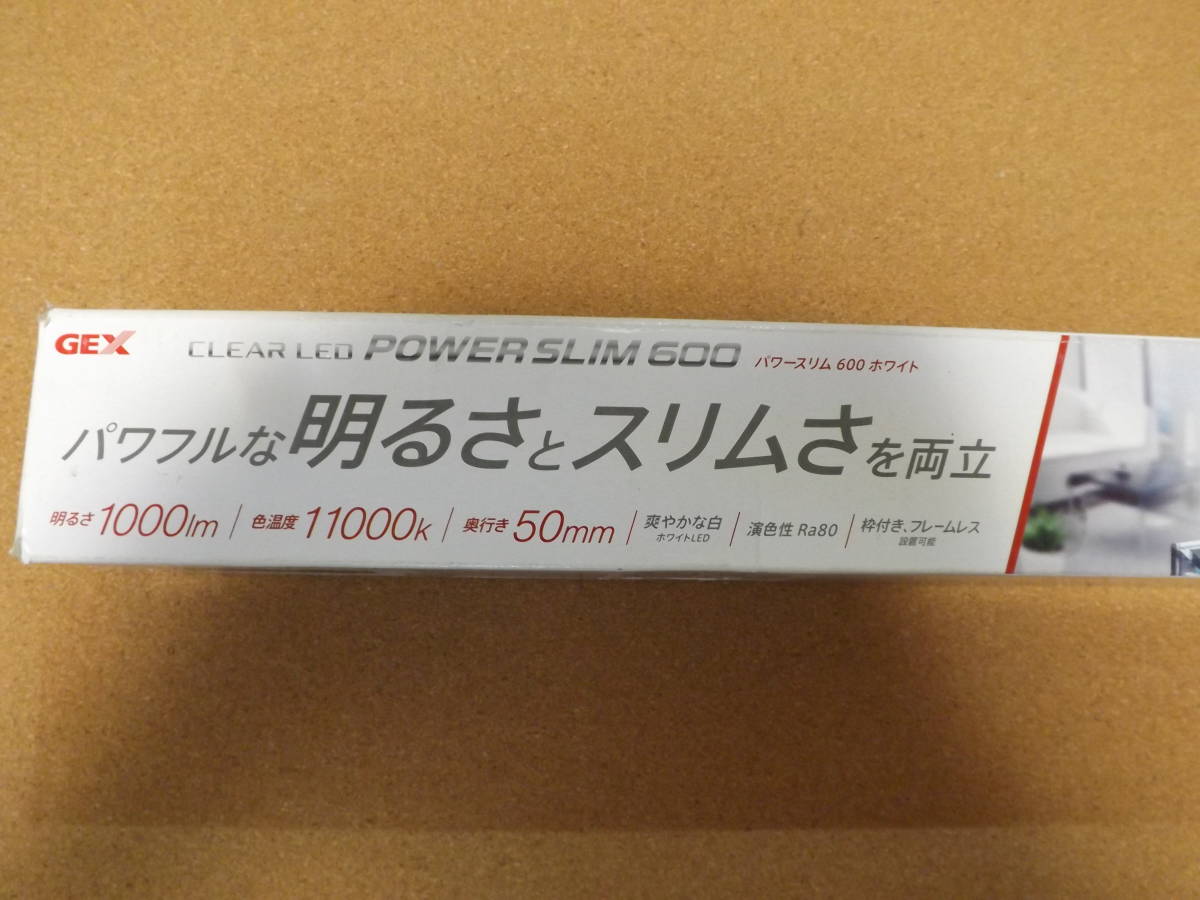 GEX CLEAR LED POWER SLIM 600 パワースリム 600 ホワイト
パワフルな明るさとスリムさを両立
明るさ 1000lm / 色温度 11000k / 奥行き 50mm / 爽やかな白 ホワイトLED / 演色性 Ra80 / 枠付き、フレームレス 設置可能